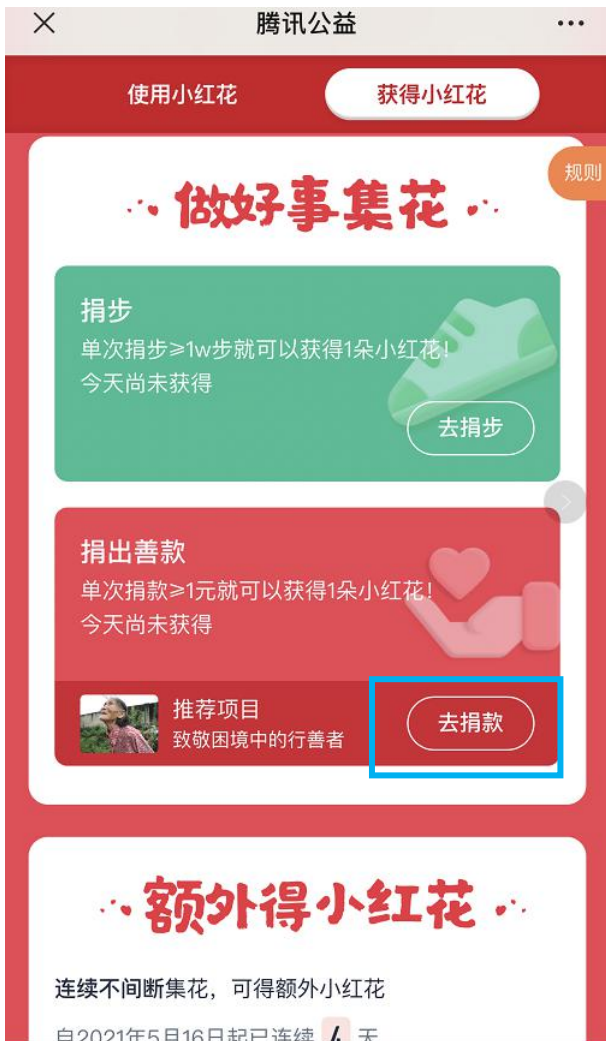 腾讯公益
使用小红花
获得小红花
规则
做好事集花
捐步
单次捐步≥1w步就可以获得1朵小红花!
今天尚未获得
去捐步
捐出善款
单次捐款≥1元就可以获得1朵小红花!
今天尚未获得
推荐项目
致敬困境中的行善者
去捐款
额外得小红花
连续不间断集花，可得额外小红花
自2021年5月16日起已连续 4 天